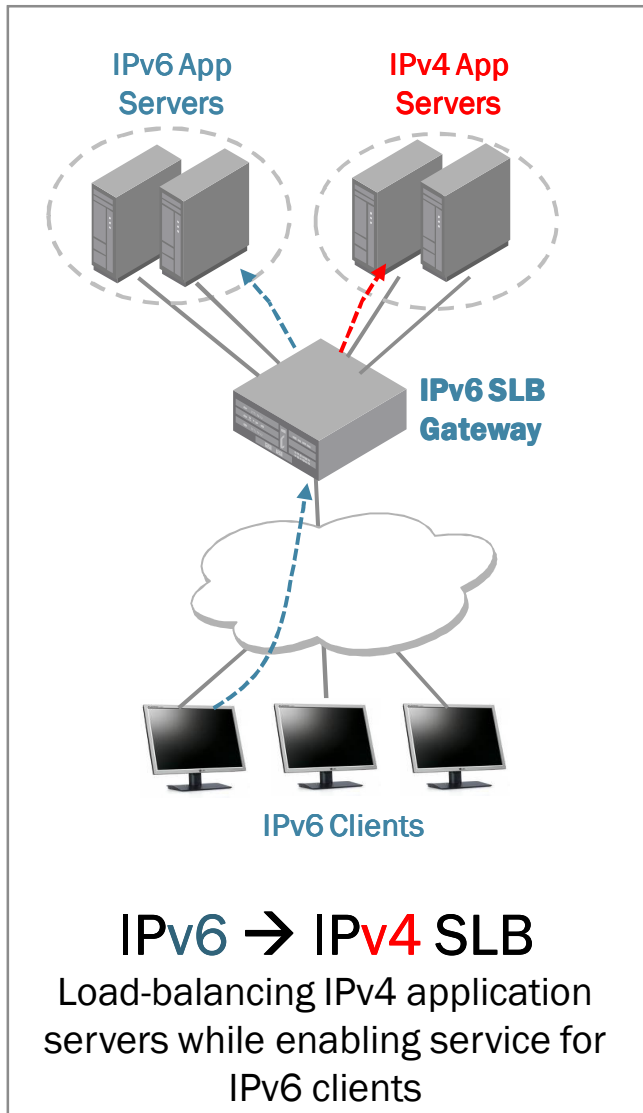 IPv6 App
Servers
IPv4 App
Servers
IPv6 SLB
Gateway
IPv6 Clients
IPv6 → IPv4 SLB
Load-balancing IPv4 application
servers while enabling service for
IPv6 clients